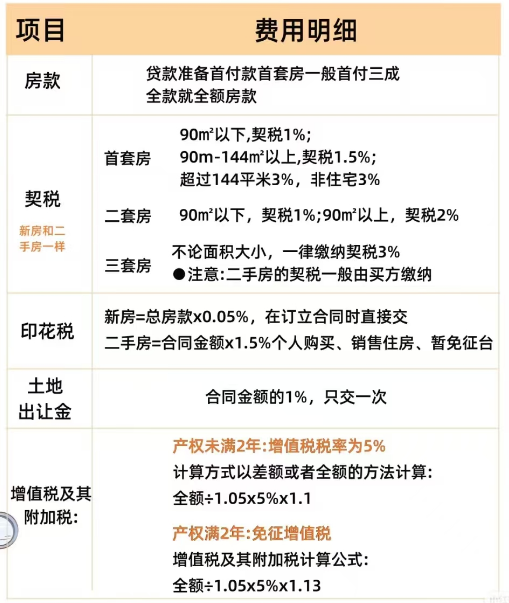 项目 费用明细
房款
贷款准备首付款首套房一般首付三成
全款就全额房款
契税
新房和二
手房一样
首套房
90㎡以下,契税1%;
90m-144㎡以上,契税1.5%;
超过144平米3%，非住宅3%
二套房
90㎡以下，契税1%;90㎡以上，契税2%
三套房
不论面积大小，一律缴纳契税3%
●注意:二手房的契税一般由买方缴纳
印花税
新房=总房款x0.05%，在订立合同时直接交
二手房=合同金额x1.5%个人购买、销售住房、暂免征台
土地
出让金
合同金额的1%，只交一次
增值税及其
附加税:
产权未满2年:增值税税率为5%
计算方式以差额或者全额的方法计算:
全额÷1.05x5%x1.1
产权满2年:免征增值税
增值税及其附加税计算公式:
全额÷1.05x5%x1.13